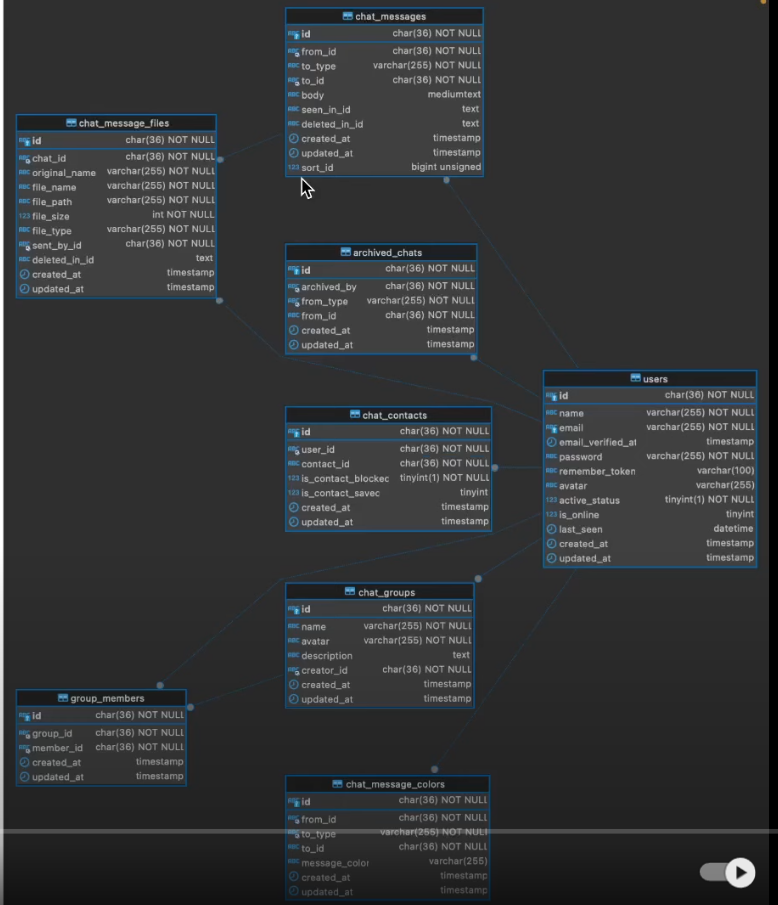 chat_messages
id char(36) NOT NULL
from_id char(36) NOT NULL
to_type varchar(255) NOT NULL
to_id char(36) NOT NULL
body mediumtext
seen_in_id text
deleted_in_id text
created_at timestamp
updated_at timestamp
123 sort_id bigint unsigned
chat_message_files
id char(36) NOT NULL
chat_id char(36) NOT NULL
original_name varchar(255) NOT NULL
file_name varchar(255) NOT NULL
file_path varchar(255) NOT NULL
123 file_size int NOT NULL
file_type varchar(255) NOT NULL
sent_by_id char(36) NOT NULL
deleted_in_id text
created_at timestamp
updated_at timestamp
archived_chats
id char(36) NOT NULL
archived_by char(36) NOT NULL
from_type varchar(255) NOT NULL
from_id char(36) NOT NULL
created_at timestamp
updated_at timestamp
users
id char(36) NOT NULL
name varchar(255) NOT NULL
email varchar(255) NOT NULL
email_verified_at timestamp
password varchar(255) NOT NULL
remember_token varchar(100)
avatar varchar(255)
123 active_status tinyint(1) NOT NULL
123 is_online tinyint
last_seen datetime
created_at timestamp
updated_at timestamp
chat_contacts
id char(36) NOT NULL
user_id char(36) NOT NULL
contact_id char(36) NOT NULL
123 is_contact_blocked tinyint(1) NOT NULL
123 is_contact_saved tinyint
created_at timestamp
updated_at timestamp
chat_groups
id char(36) NOT NULL
name varchar(255) NOT NULL
avatar varchar(255) NOT NULL
description text
creator_id char(36) NOT NULL
created_at timestamp
updated_at timestamp
group_members
id char(36) NOT NULL
group_id char(36) NOT NULL
member_id char(36) NOT NULL
created_at timestamp
updated_at timestamp
chat_message_colors
id char(36) NOT NULL
from_id char(36) NOT NULL
to_type varchar(255) NOT NULL
to_id char(36) NOT NULL
message_color varchar(255)
created_at timestamp
updated_at timestamp